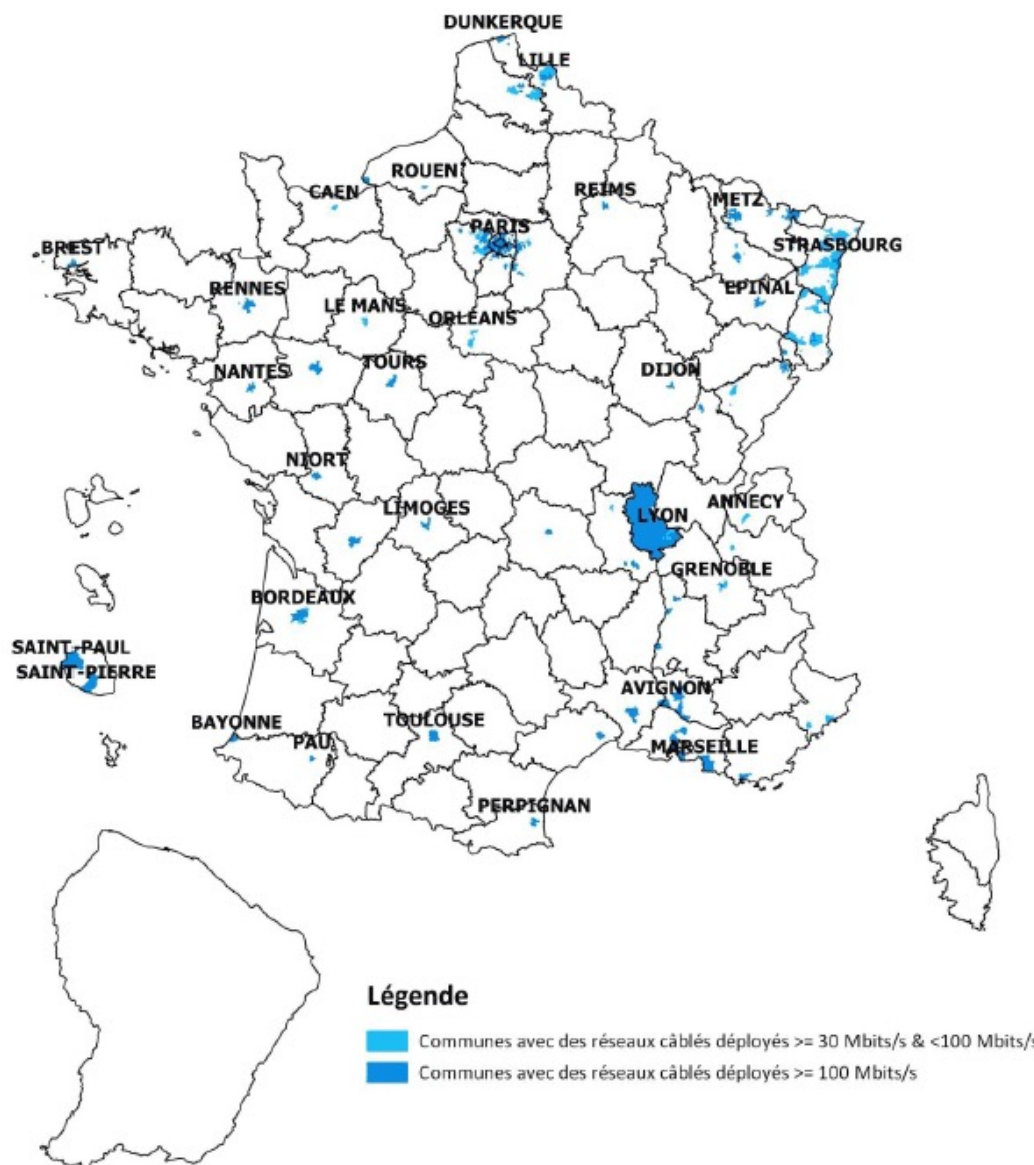 DUNKERQUE
LILLE
ROUEN
CAEN
REIMS
METZ
PARIS
STRASBOURG
BREST
RENNES
LE MANS
ORLÉANS
EPINAL
NANTES
TOURS
DIJON
NIORT
LIMOGES
LYON
ANNECY
GRENOBLE
BORDEAUX
SAINT-PAUL
SAINT-PIERRE
AVIGNON
BAYONNE
PAU
TOULOUSE
MARSEILLE
PERPIGNAN
Légende
Communes avec des réseaux câblés déployés >= 30 Mbits/s & <100 Mbits/s
Communes avec des réseaux câblés déployés >= 100 Mbits/s